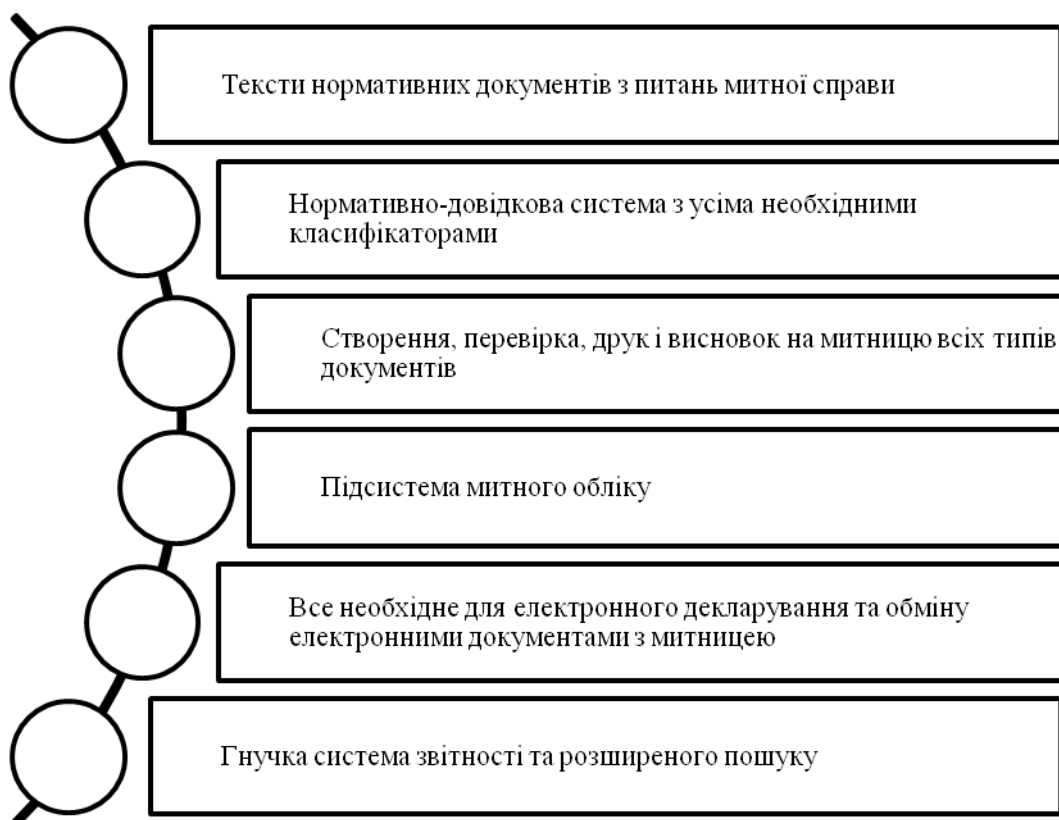 Тексти нормативних документів з питань митної справи
Нормативно-довідкова система з усіма необхідними
класифікаторами
Створення, перевірка, друк і висновок на митницю всіх типів
документів
Підсистема митного обліку
Все необхідне для електронного декларування та обміну
електронними документами з митницею
Гнучка система звітності та розширеного пошуку